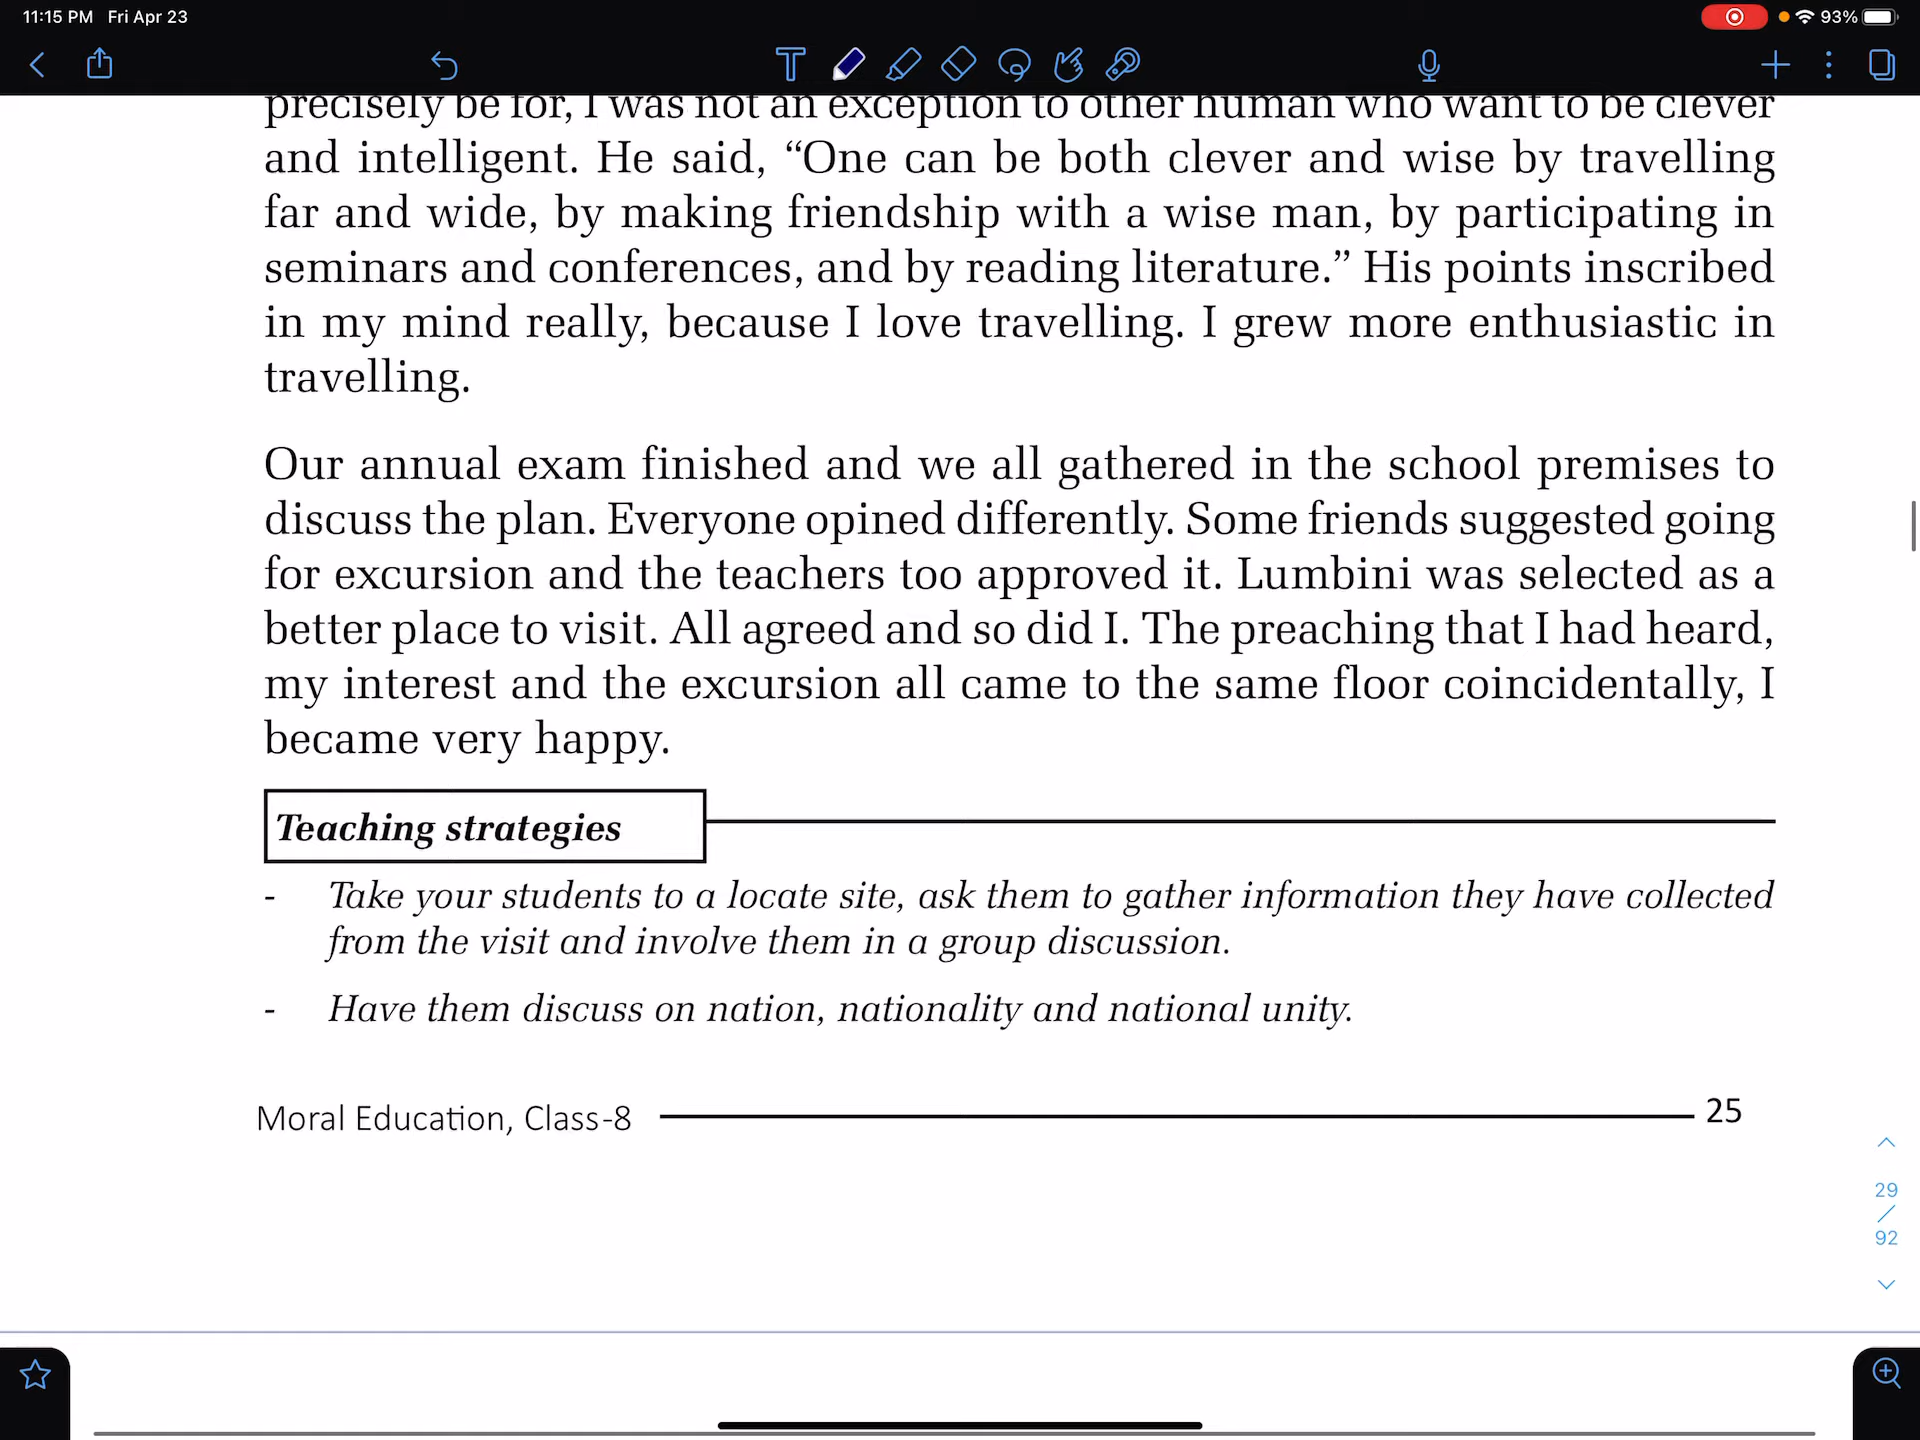 11:15 PM Fri Apr 23
93%
precisely be for, I was not an exception to other human who want to be clever
and intelligent. He said, “One can be both clever and wise by travelling
far and wide, by making friendship with a wise man, by participating in
seminars and conferences, and by reading literature.” His points inscribed
in my mind really, because I love travelling. I grew more enthusiastic in
travelling.
Our annual exam finished and we all gathered in the school premises to
discuss the plan. Everyone opined differently. Some friends suggested going
for excursion and the teachers too approved it. Lumbini was selected as a
better place to visit. All agreed and so did I. The preaching that I had heard,
my interest and the excursion all came to the same floor coincidentally, I
became very happy.
Teaching strategies
- Take your students to a locate site, ask them to gather information they have collected
from the visit and involve them in a group discussion.
- Have them discuss on nation, nationality and national unity.
Moral Education, Class-8 25
29
/
92